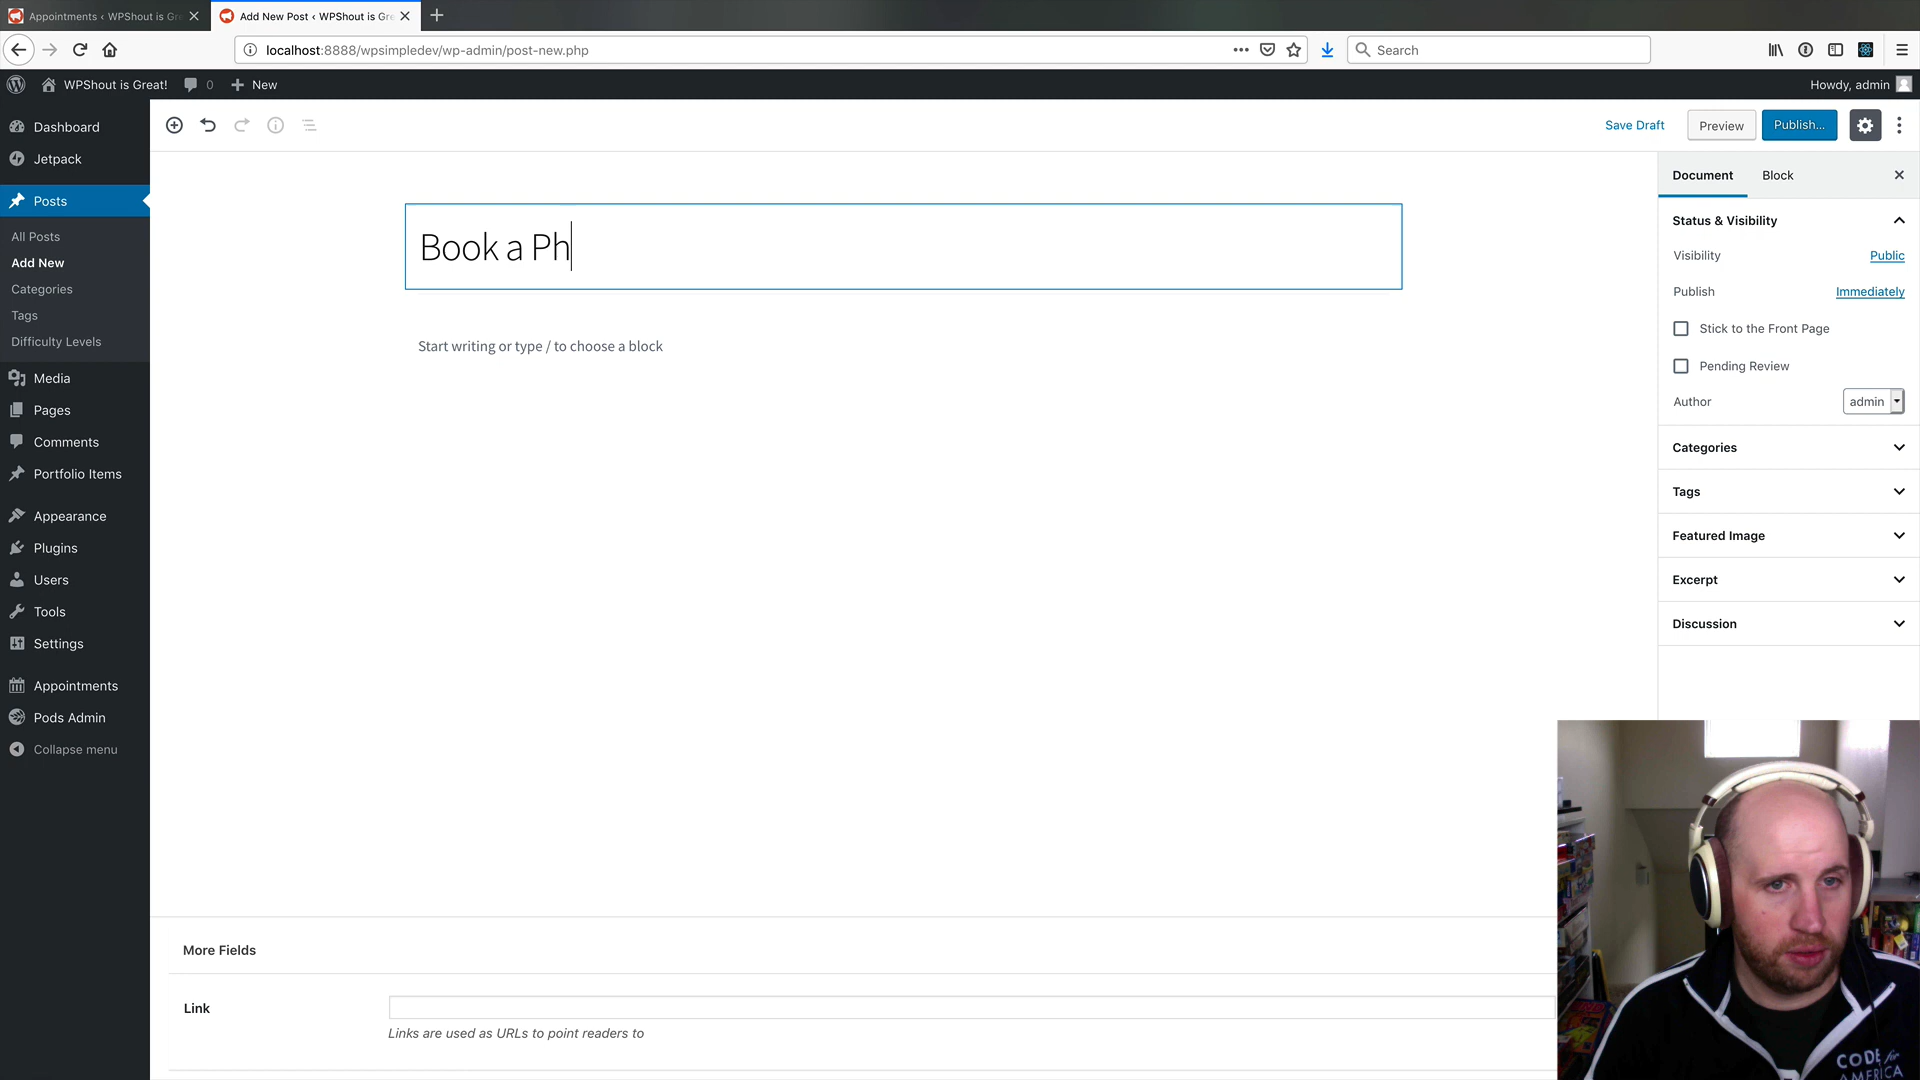 Appointments ‹ WPShout is Gre
Add New Post ‹ WPShout is Gre
localhost:8888/wpsimpledev/wp-admin/post-new.php
Search
WPShout is Great!
0
New
Howdy, admin
Dashboard
Jetpack
Posts
All Posts
Add New
Categories
Tags
Difficulty Levels
Media
Pages
Comments
Portfolio Items
Appearance
Plugins
Users
Tools
Settings
Appointments
Pods Admin
Collapse menu
Save Draft
Preview
Publish...
Book a Ph
Start writing or type / to choose a block
Document
Block
Status & Visibility
Visibility
Public
Publish
Immediately
Stick to the Front Page
Pending Review
Author
admin
Categories
Tags
Featured Image
Excerpt
Discussion
More Fields
Link
Links are used as URLs to point readers to
CODE for
AMERICA